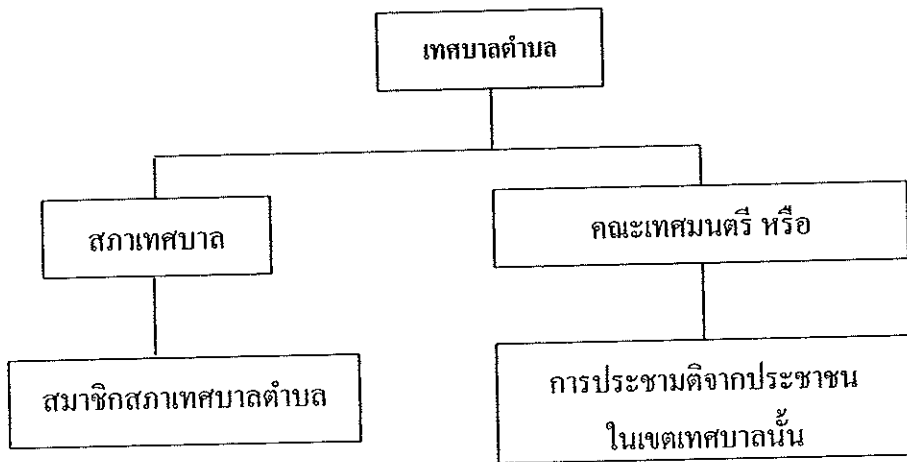 เทศบาลตำบล
สภาเทศบาล
คณะเทศมนตรี หรือ
สมาชิกสภาเทศบาลตำบล
การประชามติจากประชาชน
ในเขตเทศบาลนั้น